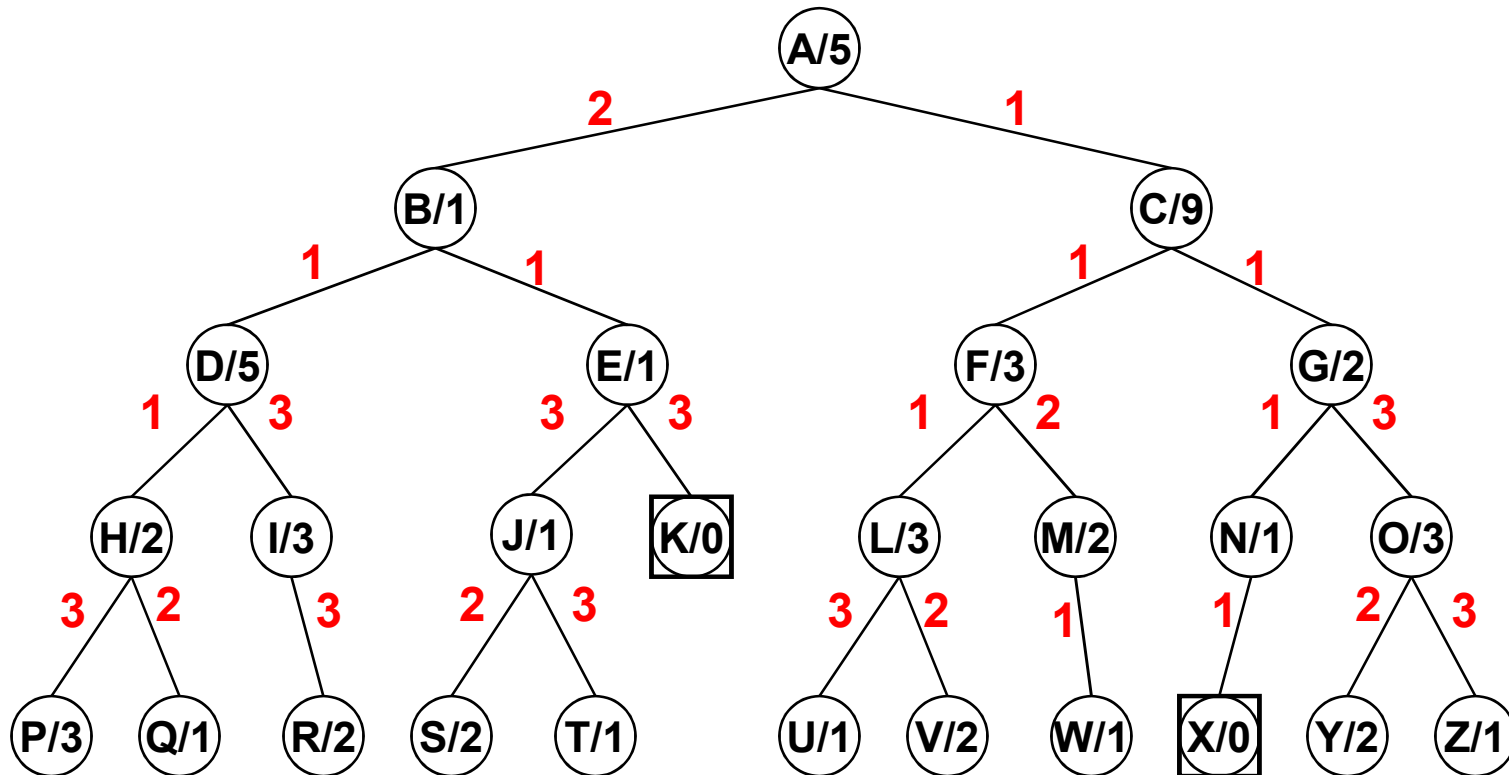 A/5
2 1
B/1 C/9
1 1 1 1
D/5 E/1 F/3 G/2
1 3 3 3 1 2 1 3
H/2 I/3 J/1 K/0 L/3 M/2 N/1 O/3
3 2 3 2 3 3 2 1 1 2 3
P/3 Q/1 R/2 S/2 T/1 U/1 V/2 W/1 X/0 Y/2 Z/1